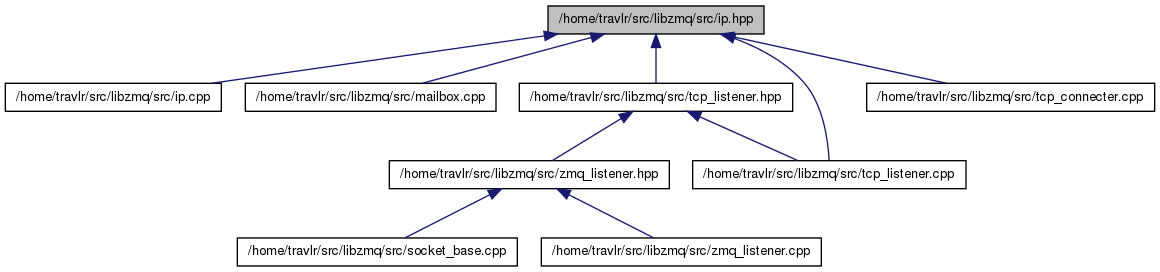 /home/travlr/src/libzmq/src/ip.hpp
/home/travlr/src/libzmq/src/ip.cpp
/home/travlr/src/libzmq/src/mailbox.cpp
/home/travlr/src/libzmq/src/tcp_listener.hpp
/home/travlr/src/libzmq/src/tcp_connecter.cpp
/home/travlr/src/libzmq/src/zmq_listener.hpp
/home/travlr/src/libzmq/src/tcp_listener.cpp
/home/travlr/src/libzmq/src/socket_base.cpp
/home/travlr/src/libzmq/src/zmq_listener.cpp